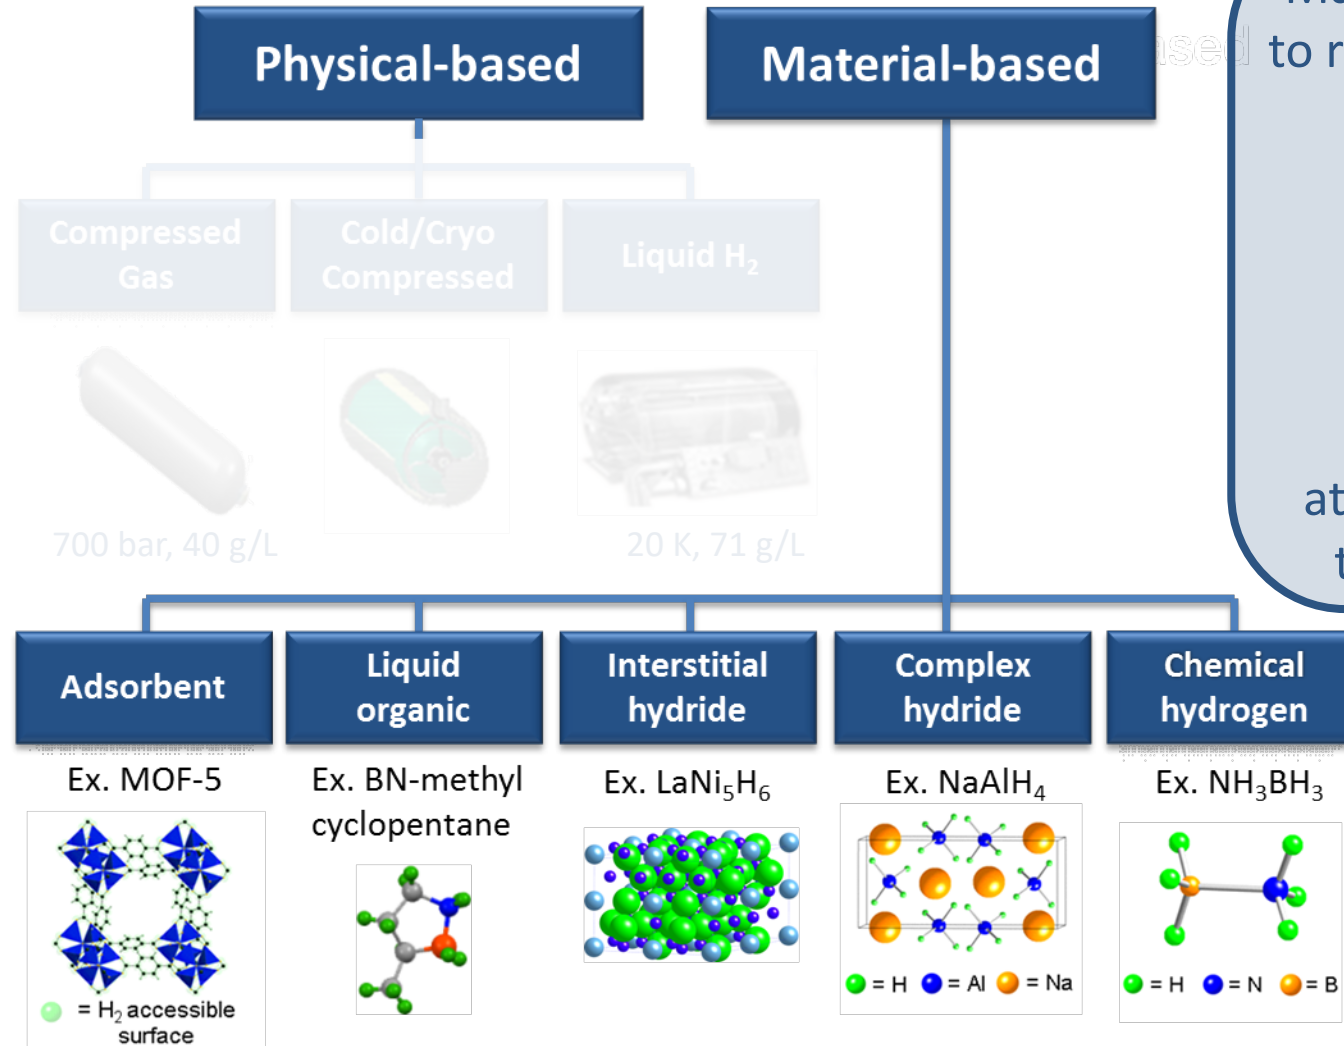 Physical-based
Material-based
to r
Compressed
Gas
Cold/Cryo
Compressed
Liquid H₂
700 bar, 40 g/L
20 K, 71 g/L
at
t
Adsorbent
Liquid
organic
Interstitial
hydride
Complex
hydride
Chemical
hydrogen
Ex. MOF-5
Ex. BN-methyl
cyclopentane
Ex. LaNi₅H₆
Ex. NaAlH₄
Ex. NH₃BH₃
= H₂ accessible
surface
= H = Al = Na
= H = N = B